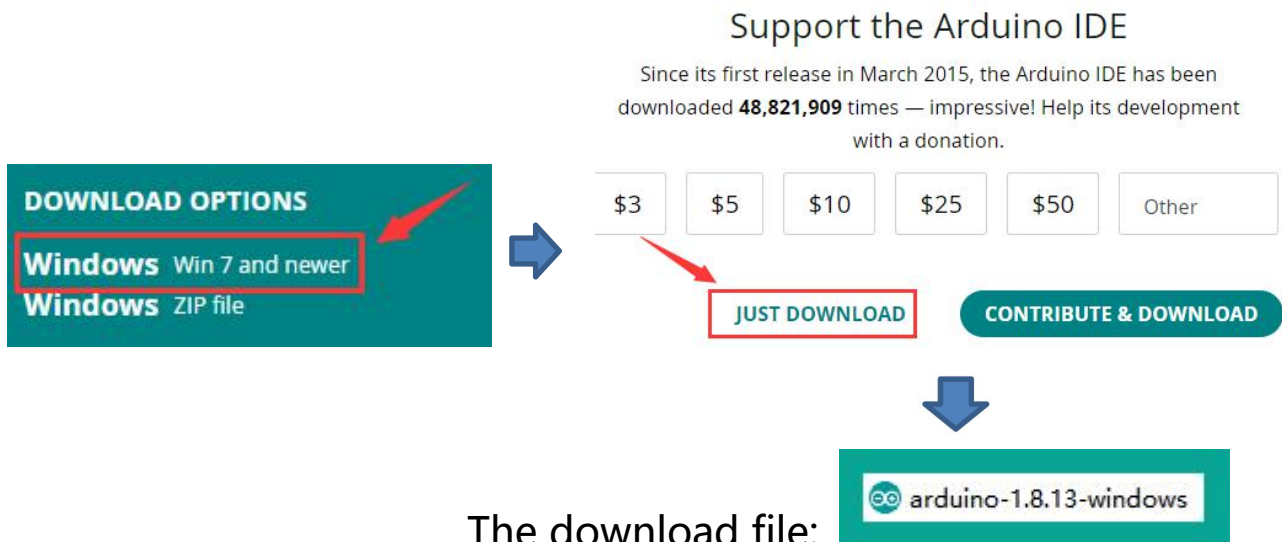 Support the Arduino IDE
Since its first release in March 2015, the Arduino IDE has been
downloaded 48,821,909 times — impressive! Help its development
with a donation.
DOWNLOAD OPTIONS
Windows Win 7 and newer
Windows ZIP file
$3 $5 $10 $25 $50 Other
JUST DOWNLOAD CONTRIBUTE & DOWNLOAD
The download file: arduino-1.8.13-windows